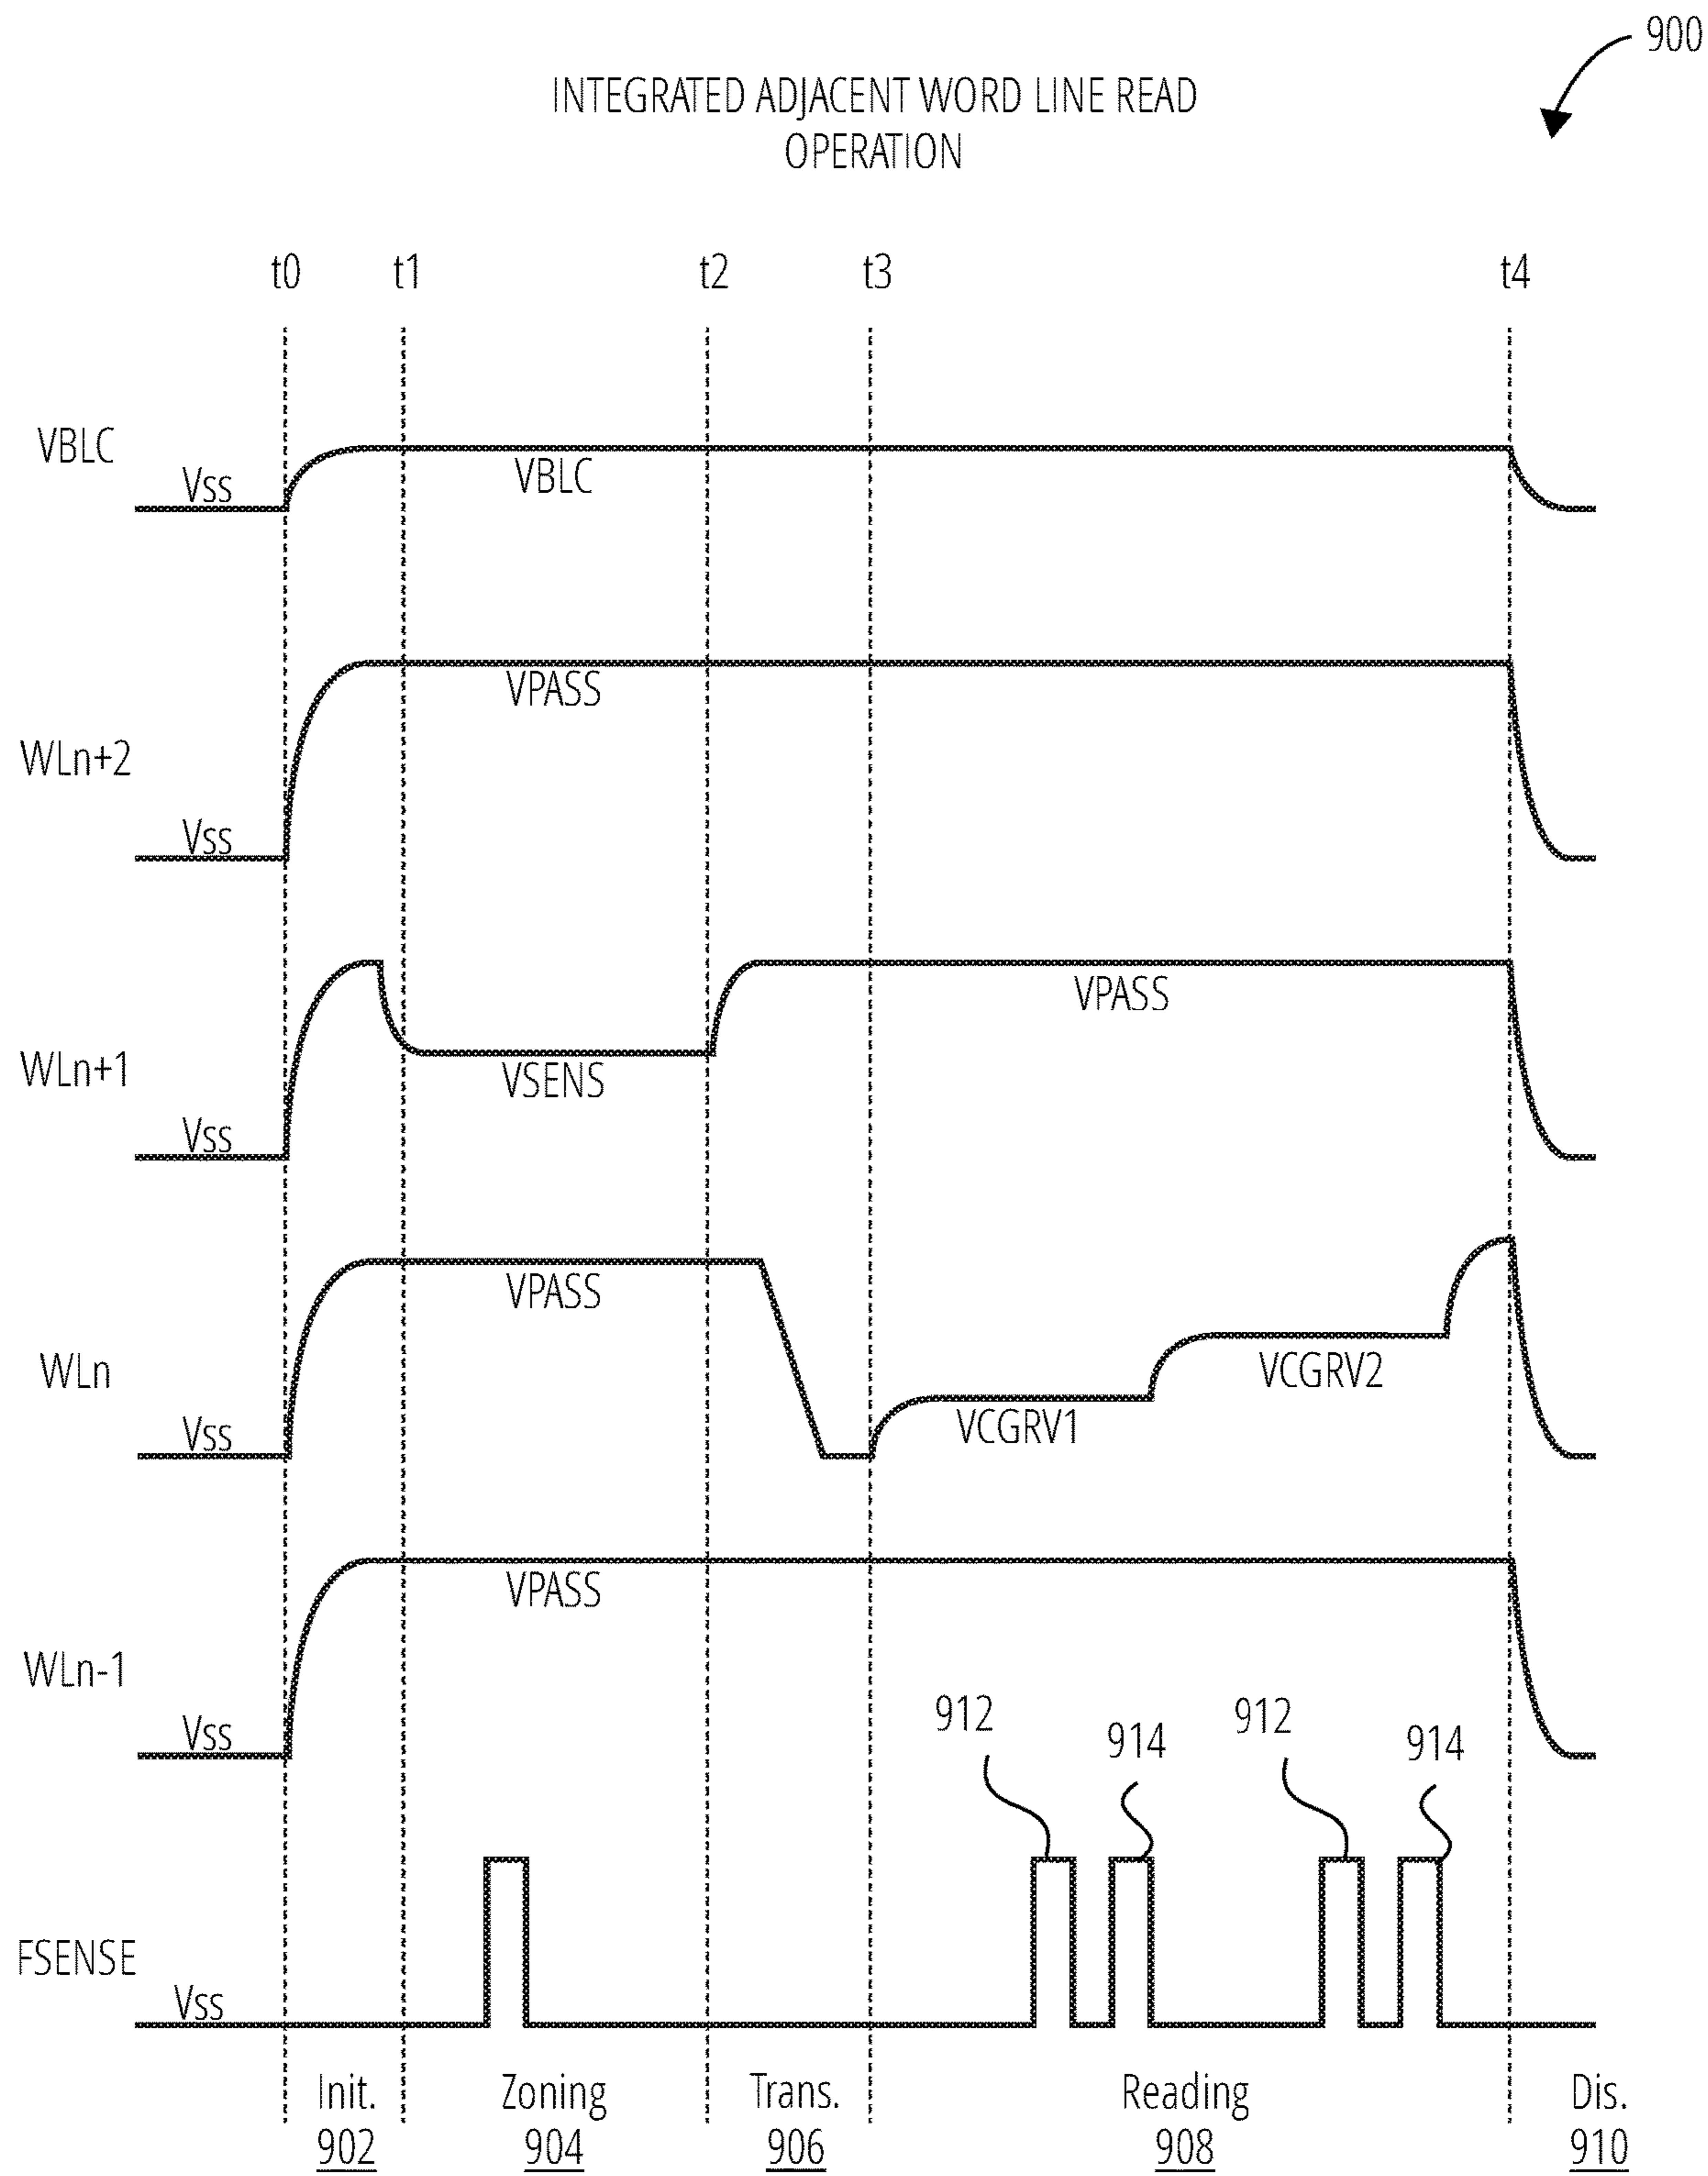 900
INTEGRATED ADJACENT WORD LINE READ
OPERATION
t0 t1 t2 t3 t4
VBLC
Vss
VBLC
VPASS
WLn+2
Vss
VPASS
WLn+1
VSENS
Vss
VPASS
WLn
VCGRV2
VCGRV1
Vss
VPASS
WLn-1
Vss
912 914 912 914
FSENSE
Vss
Init. Zoning Trans. Reading Dis.
902 904 906 908 910